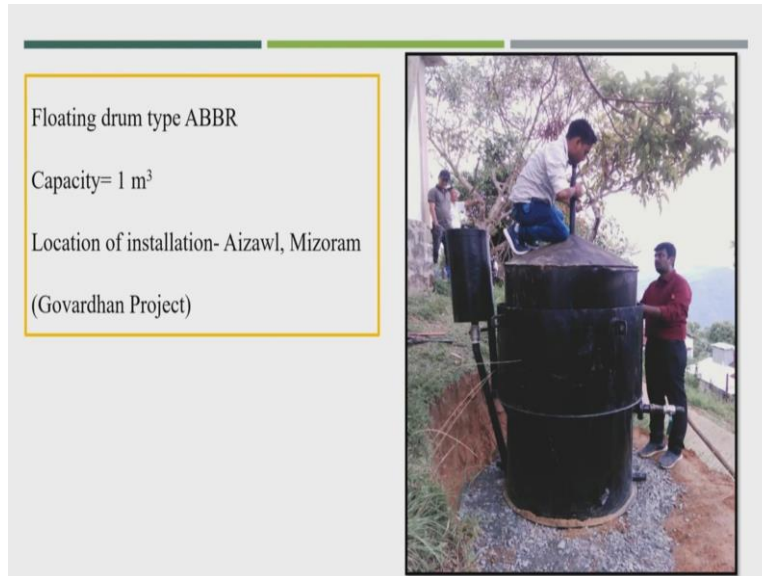 Floating drum type ABBR
Capacity= 1 m³
Location of installation- Aizawl, Mizoram
(Govardhan Project)